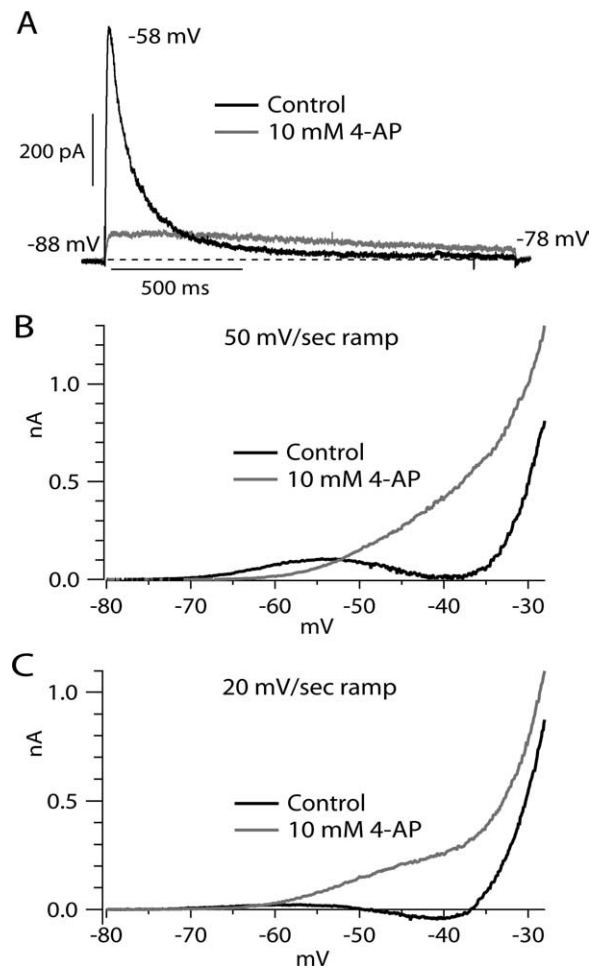 A
-58 mV
Control
10 mM 4-AP
200 pA
-88 mV
-78 mV
500 ms
B
50 mV/sec ramp
1.0
nA
0.5
0.0
Control
10 mM 4-AP
-80 -70 -60 -50 -40 -30
mV
C
20 mV/sec ramp
1.0
nA
0.5
0.0
Control
10 mM 4-AP
-80 -70 -60 -50 -40 -30
mV